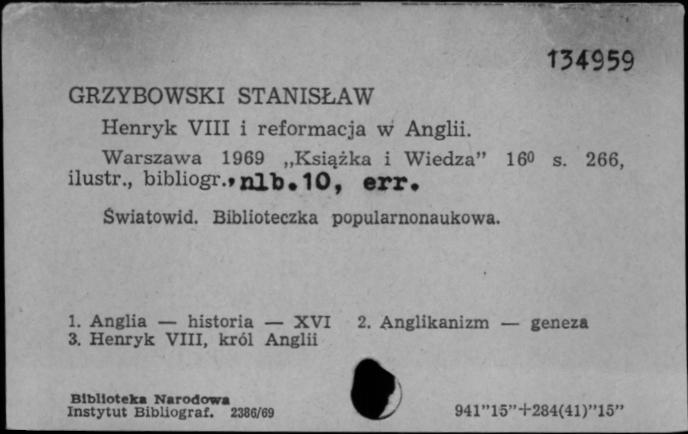 134959
GRZYBOWSKI STANISŁAW
Henryk VIII i reformacja w Anglii.
Warszawa 1969 „Książka i Wiedza” 16⁰ s. 266,
ilustr., bibliogr., nlb. 10, err.
Światowid. Biblioteczka popularnonaukowa.
1. Anglia — historia — XVI 2. Anglikanizm — geneza
3. Henryk VIII, król Anglii
Biblioteka Narodowa
Instytut Bibliograf. 2386/69
941”15”+284(41)”15”